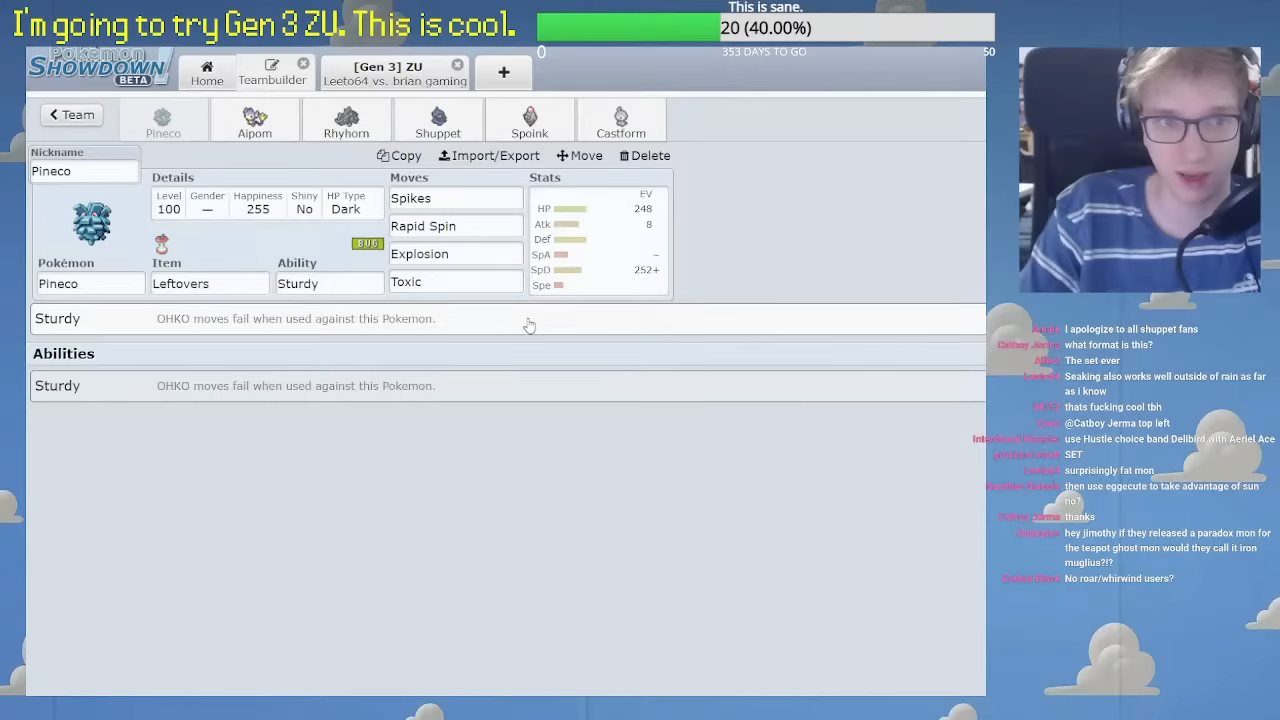 I'm going to try Gen 3 ZU. This is cool.
This is sane.
20 (40.00%)
0
353 DAYS TO GO
50
Pokémon
SHOWDOWN!
BETA
Home
Teambuilder
[Gen 3] ZU
Leeto64 vs. brian gaming
+
Team
Pineco
Aipom
Rhyhorn
Shuppet
Spoink
Castform
Copy
Import/Export
Move
Delete
Nickname
Pineco
Details
Level
100
Gender
—
Happiness
255
Shiny
No
HP Type
Dark
BUG
Pokémon
Pineco
Item
Leftovers
Ability
Sturdy
Moves
Spikes
Rapid Spin
Explosion
Toxic
Stats
EV
HP 248
Atk 8
Def
SpA –
SpD 252+
Spe
Sturdy OHKO moves fail when used against this Pokemon.
Abilities
Sturdy OHKO moves fail when used against this Pokemon.
I apologize to all shuppet fans
what format is this?
The set ever
Seaking also works well outside of rain as far
as i know
thats fucking cool tbh
@Catboy Jerma top left
use Hustle choice band Delibird with Aeriel Ace
SET
surprisingly fat mon
then use eggecute to take advantage of sun
no?
thanks
hey jimothy if they released a paradox mon for
the teapot ghost mon would they call it iron
muglius?!?
No roar/whirwind users?